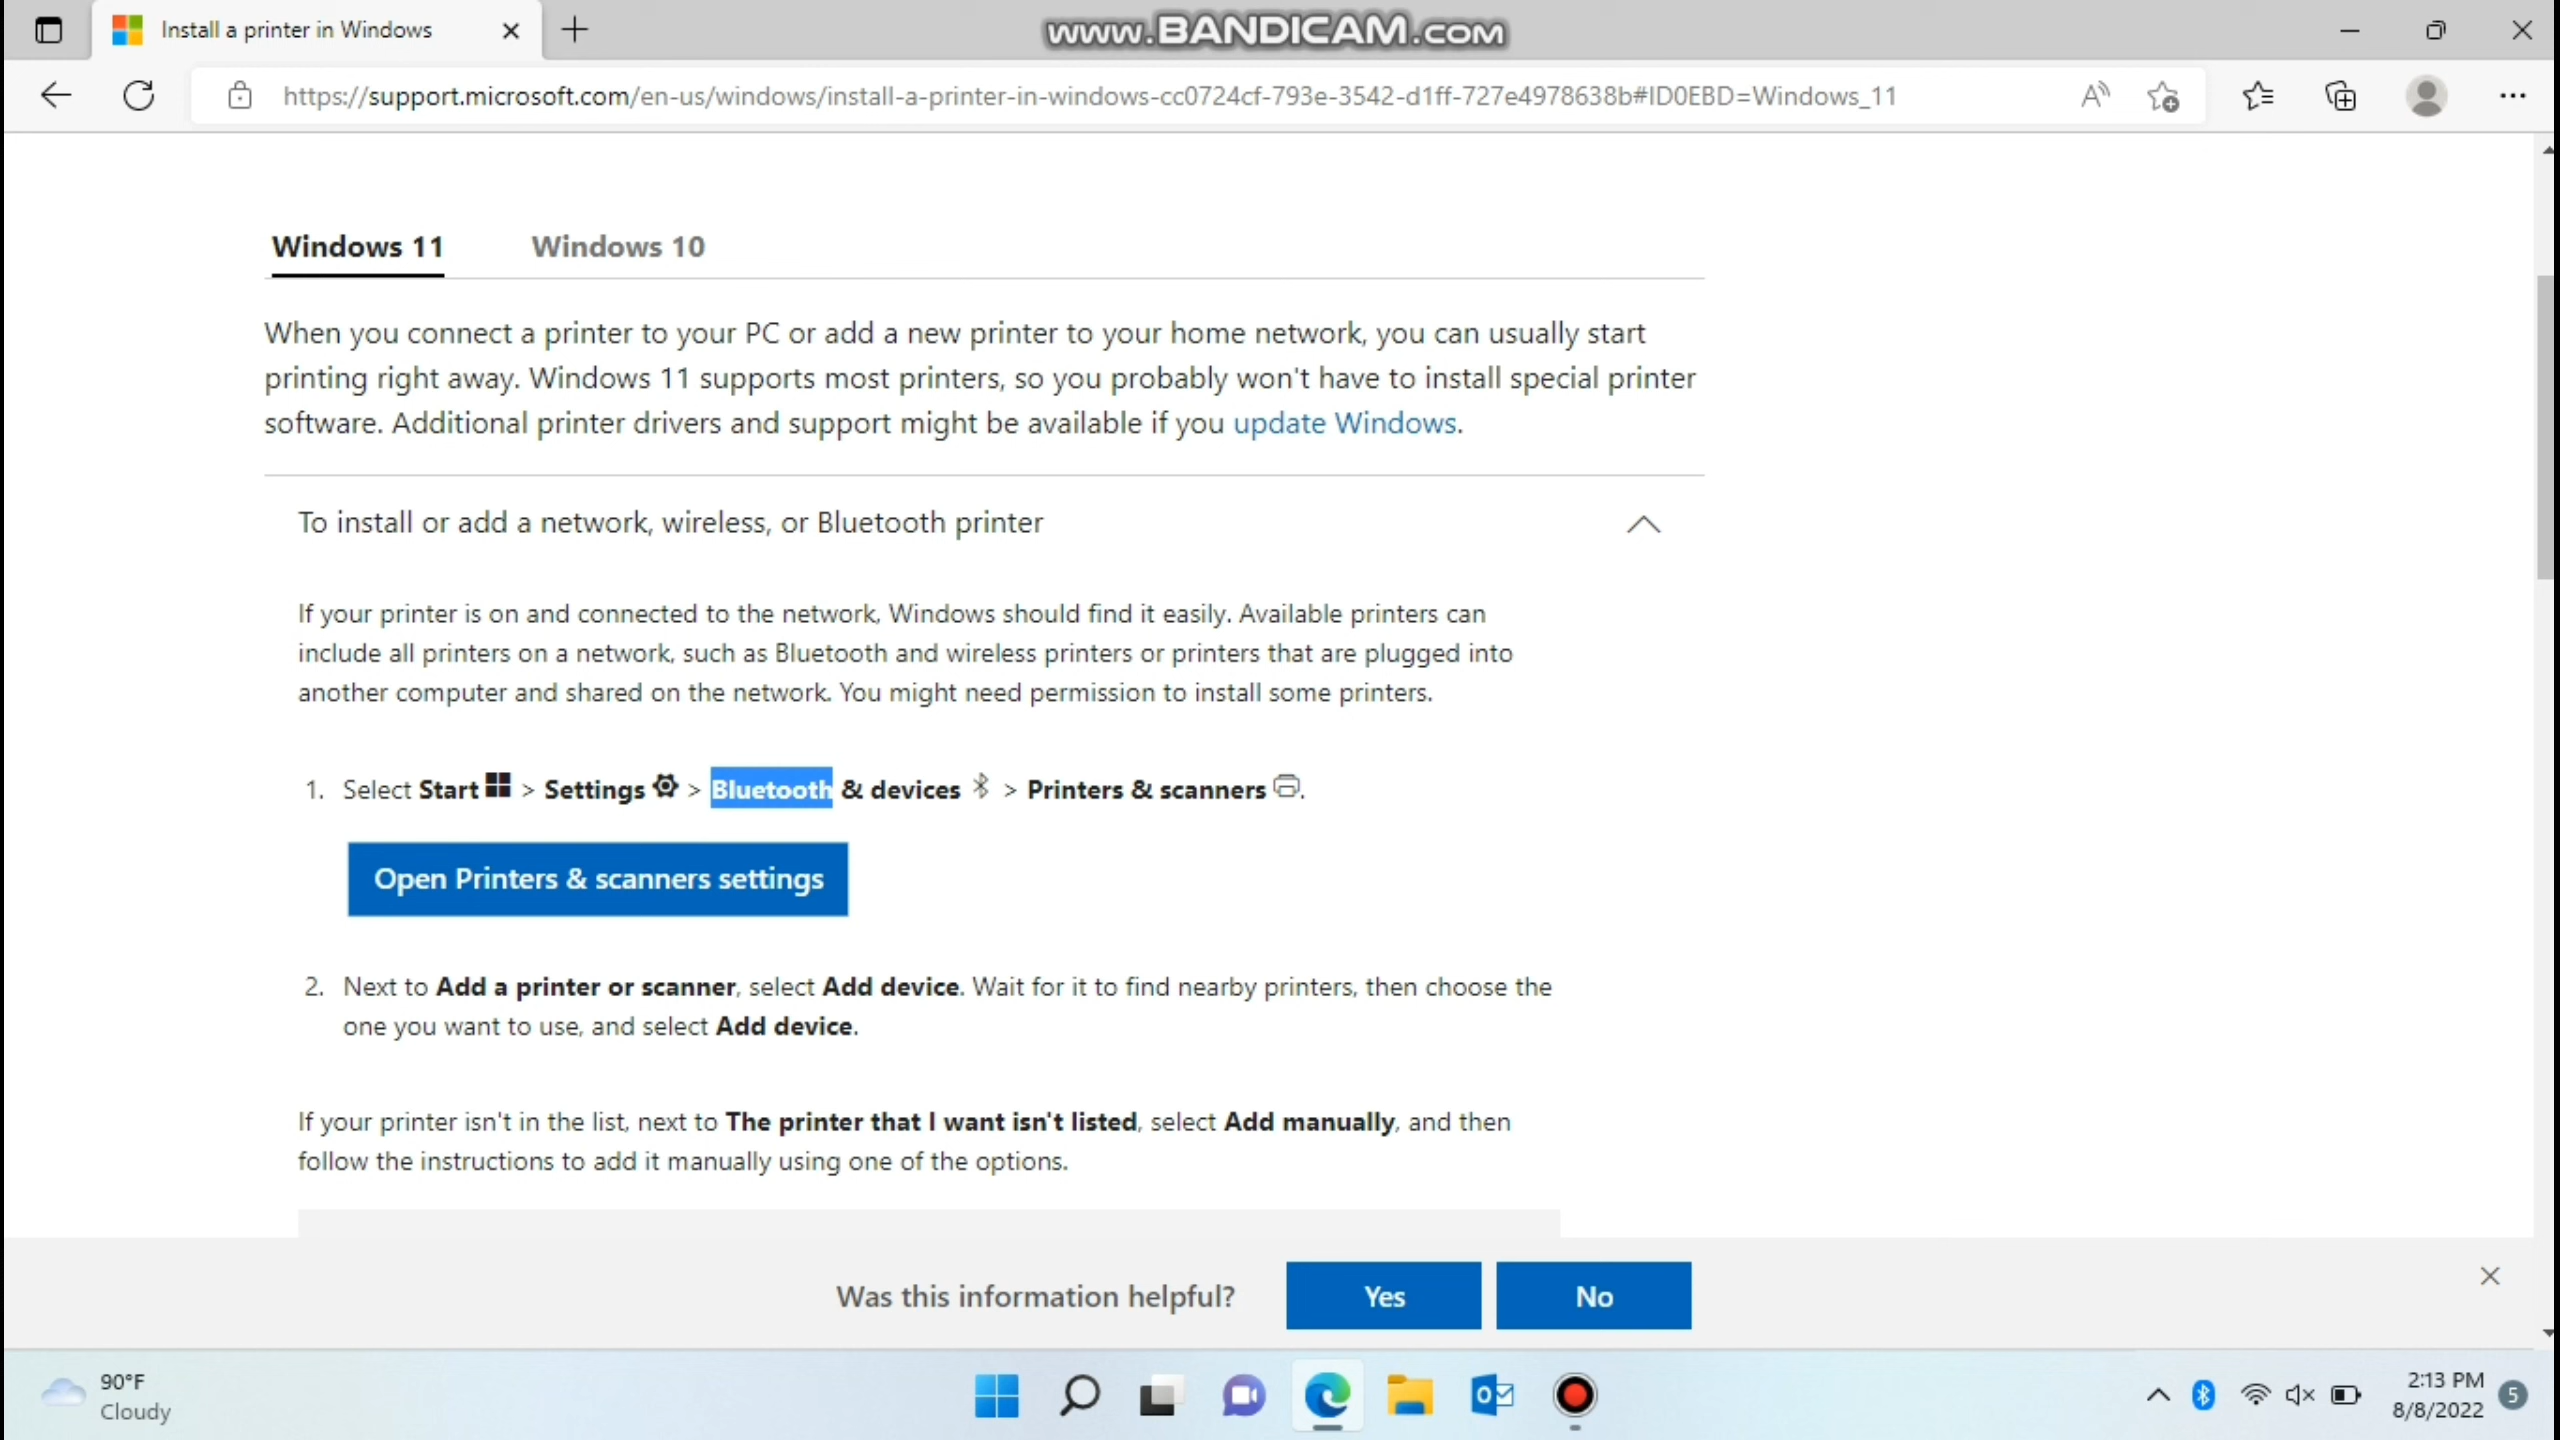 Install a printer in Windows
www.BANDICAM.com
https://support.microsoft.com/en-us/windows/install-a-printer-in-windows-cc0724cf-793e-3542-d1ff-727e4978638b#ID0EBD=Windows_11
Windows 11 Windows 10
When you connect a printer to your PC or add a new printer to your home network, you can usually start
printing right away. Windows 11 supports most printers, so you probably won't have to install special printer
software. Additional printer drivers and support might be available if you update Windows.
To install or add a network, wireless, or Bluetooth printer
If your printer is on and connected to the network, Windows should find it easily. Available printers can
include all printers on a network, such as Bluetooth and wireless printers or printers that are plugged into
another computer and shared on the network. You might need permission to install some printers.
1. Select Start > Settings > Bluetooth & devices > Printers & scanners .
Open Printers & scanners settings
2. Next to Add a printer or scanner, select Add device. Wait for it to find nearby printers, then choose the
one you want to use, and select Add device.
If your printer isn't in the list, next to The printer that I want isn't listed, select Add manually, and then
follow the instructions to add it manually using one of the options.
Was this information helpful? Yes No
90°F
Cloudy
2:13 PM
8/8/2022
5